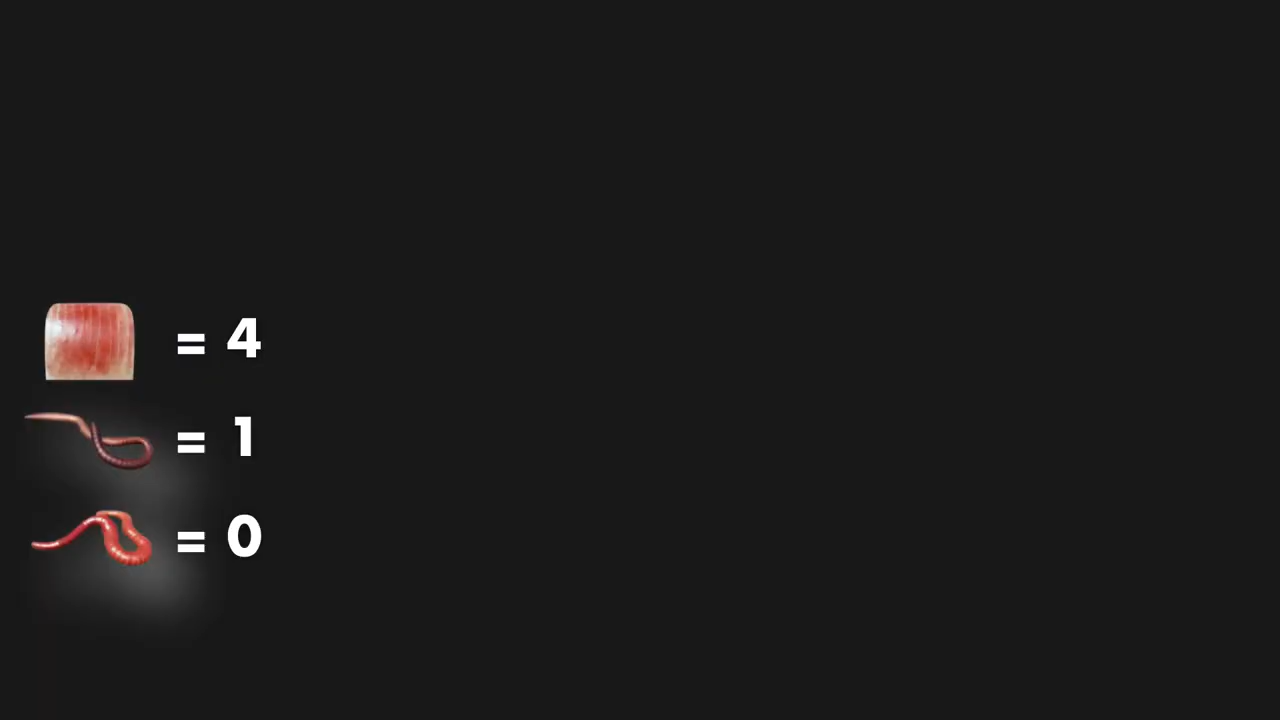 = 4
= 1
= 0